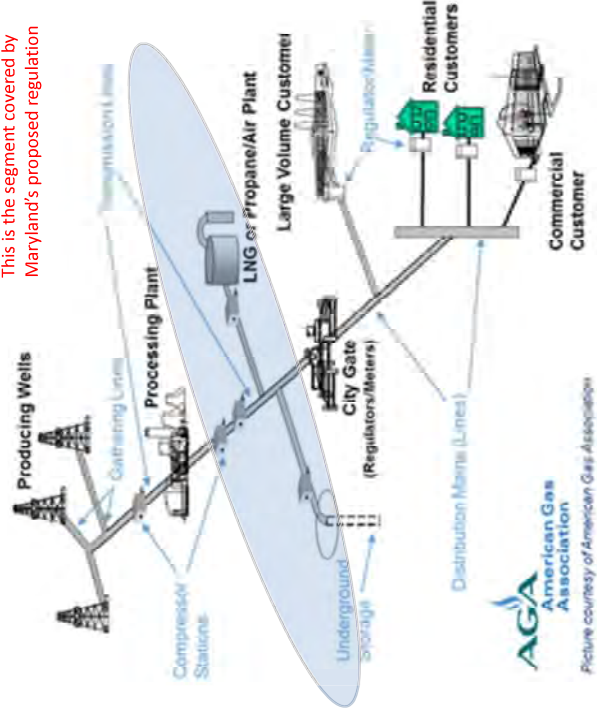 This is the segment covered by
Maryland's proposed regulation
Producing Wells
Gathering Lines
Transmission Lines
Processing Plant
Compressor
Stations
LNG or Propane/Air Plant
Large Volume Customer
Underground
Storage
City Gate
(Regulators/Meters)
Regulator/Meter
Residential
Customers
Commercial
Customer
Distribution Mains (Lines)
AGA
American Gas
Association
Picture courtesy of American Gas Association